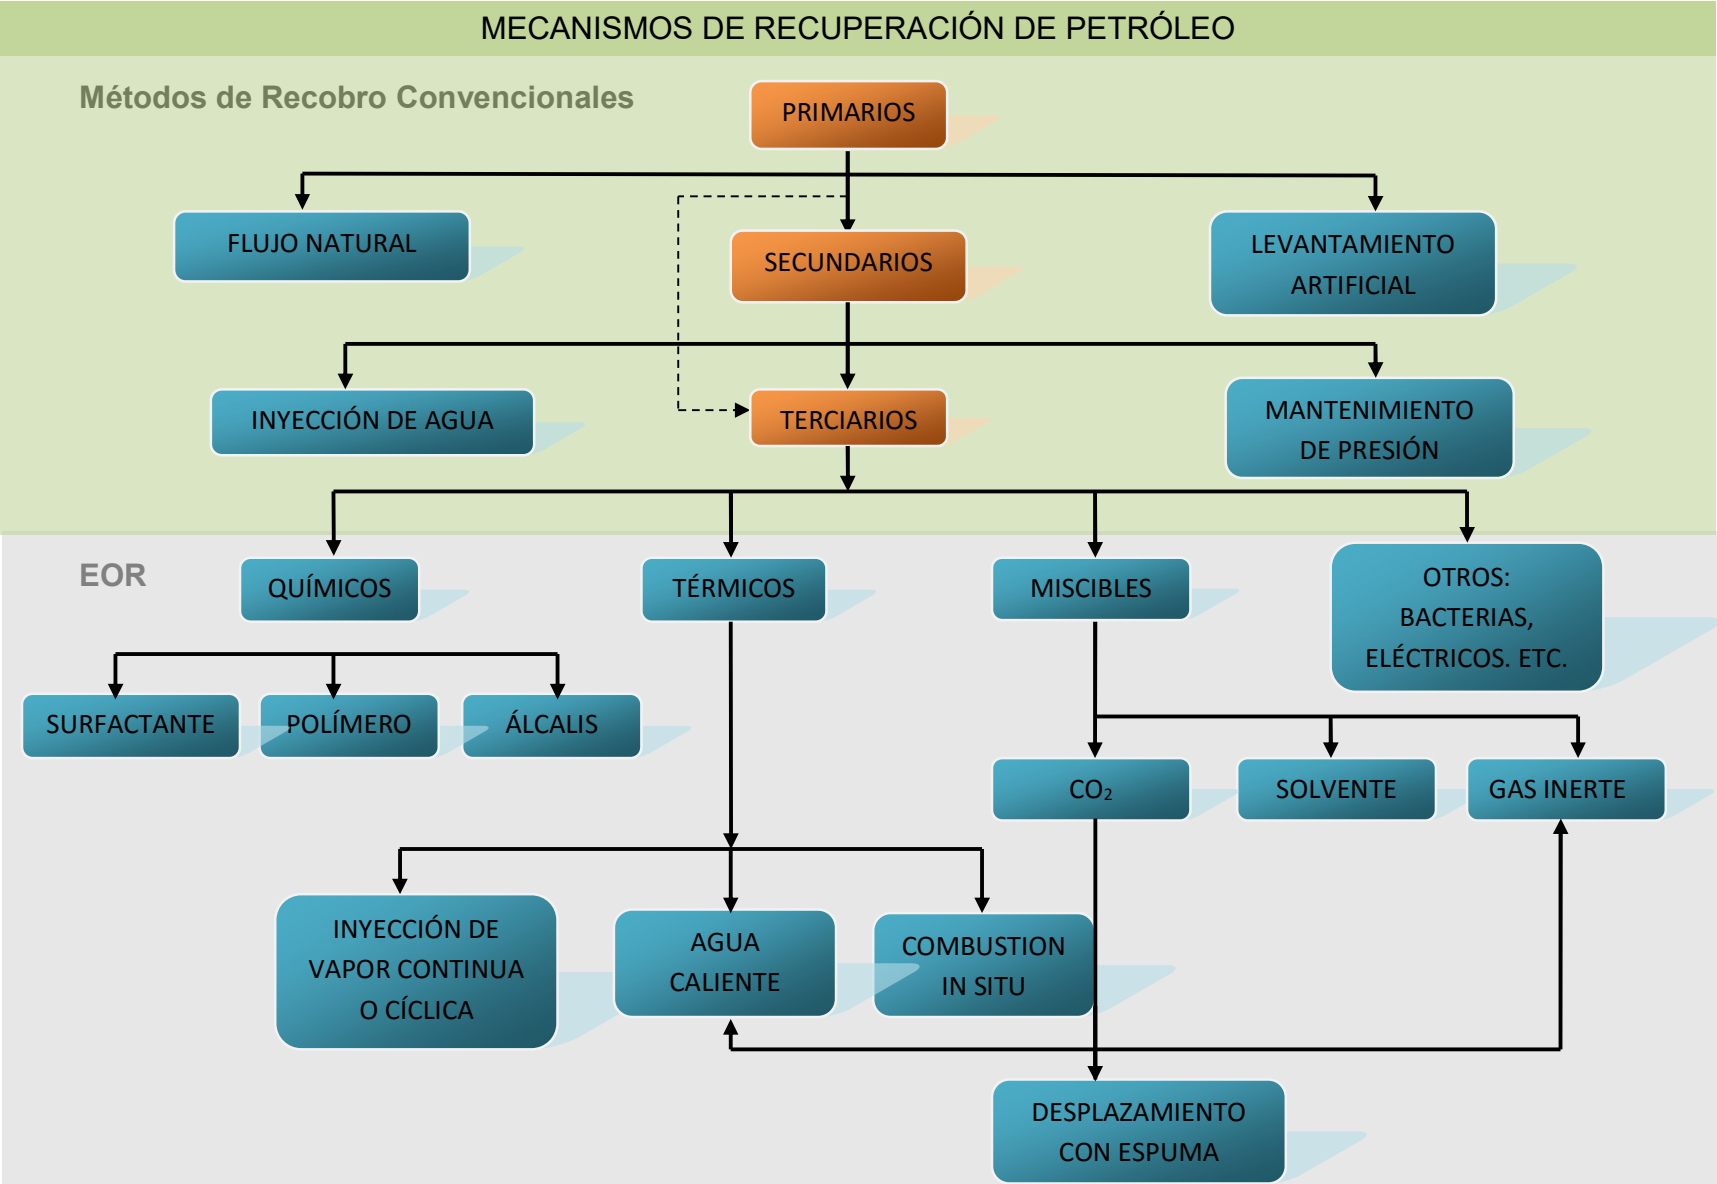 MECANISMOS DE RECUPERACIÓN DE PETRÓLEO
Métodos de Recobro Convencionales
PRIMARIOS
FLUJO NATURAL
SECUNDARIOS
LEVANTAMIENTO
ARTIFICIAL
INYECCIÓN DE AGUA
TERCIARIOS
MANTENIMIENTO
DE PRESIÓN
EOR
QUÍMICOS
TÉRMICOS
MISCIBLES
OTROS:
BACTERIAS,
ELÉCTRICOS. ETC.
SURFACTANTE
POLÍMERO
ÁLCALIS
CO₂
SOLVENTE
GAS INERTE
INYECCIÓN DE
VAPOR CONTINUA
O CÍCLICA
AGUA
CALIENTE
COMBUSTION
IN SITU
DESPLAZAMIENTO
CON ESPUMA